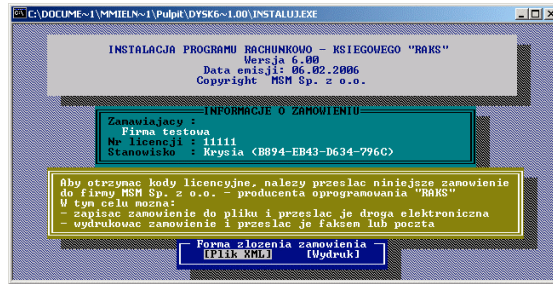 C:\DOCUME~1\MMIELN~1\Pulpit\DYSK6~1.00\INSTALUJ.EXE
INSTALACJA PROGRAMU RACHUNKOWO - KSIEGOWEGO "RAKS"
Wersja 6.00
Data emisji: 06.02.2006
Copyright MSM Sp. z o.o.
INFORMACJE O ZAMOWIENIU
Zamawiajacy :
Firma testowa
Nr licencji : 11111
Stanowisko : Krysia (B894-EB43-D634-796C)
Aby otrzymac kody licencyjne, nalezy przeslac niniejsze zamowienie
do firmy MSM Sp. z o.o. - producenta oprogramowania "RAKS"
W tym celu mozna:
- zapisac zamowienie do pliku i przeslac je droga elektroniczna
- wydrukowac zamowienie i przeslac je faksem lub poczta
Forma zlozenia zamowienia
[Plik XML] [Wydruk]